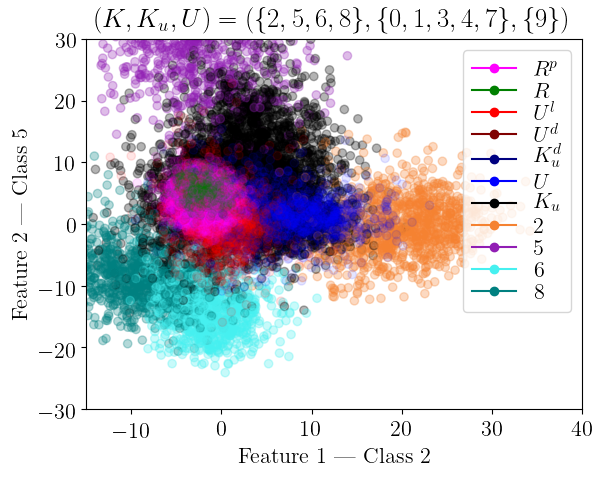 (K, K_u, U) = ({2, 5, 6, 8}, {0, 1, 3, 4, 7}, {9})
30
20
10
0
−10
−20
−30
Feature 2 — Class 5
R^p
R
U^l
U^d
K_u^d
U
K_u
2
5
6
8
−10
0
10
20
30
40
Feature 1 — Class 2